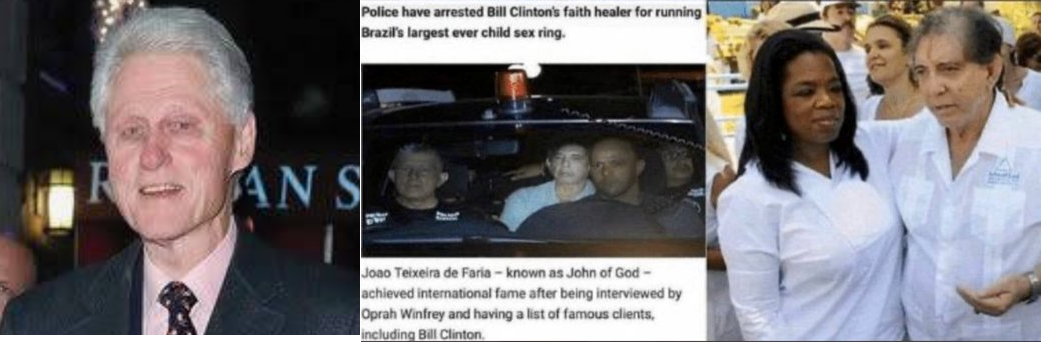 R AN S
Police have arrested Bill Clinton's faith healer for running
Brazil's largest ever child sex ring.
Joao Teixeira de Faria – known as John of God –
achieved international fame after being interviewed by
Oprah Winfrey and having a list of famous clients,
including Bill Clinton.